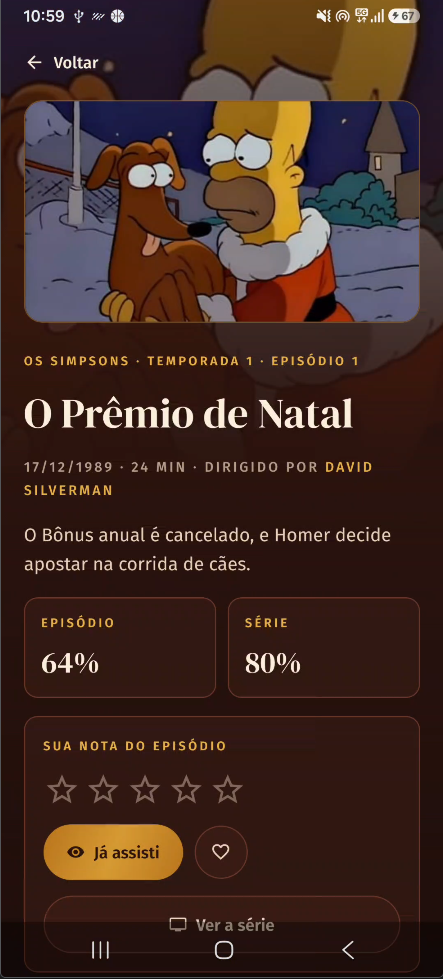 10:59
5G
67
Voltar
OS SIMPSONS · TEMPORADA 1 · EPISÓDIO 1
O Prêmio de Natal
17/12/1989 · 24 MIN · DIRIGIDO POR DAVID
SILVERMAN
O Bônus anual é cancelado, e Homer decide
apostar na corrida de cães.
EPISÓDIO
SÉRIE
64%
80%
SUA NOTA DO EPISÓDIO
Já assisti
Ver a série